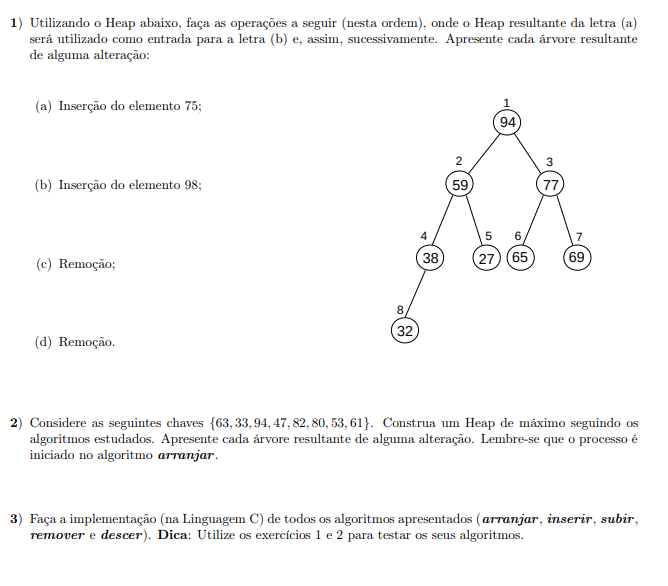 1) Utilizando o Heap abaixo, faça as operações a seguir (nesta ordem), onde o Heap resultante da letra (a)
será utilizado como entrada para a letra (b) e, assim, sucessivamente. Apresente cada árvore resultante
de alguma alteração:
(a) Inserção do elemento 75;
(b) Inserção do elemento 98;
(c) Remoção;
(d) Remoção.
1
94
2 3
59 77
4 5 6 7
38 27 65 69
8
32
2) Considere as seguintes chaves {63, 33, 94, 47, 82, 80, 53, 61}. Construa um Heap de máximo seguindo os
algoritmos estudados. Apresente cada árvore resultante de alguma alteração. Lembre-se que o processo é
iniciado no algoritmo arranjar.
3) Faça a implementação (na Linguagem C) de todos os algoritmos apresentados (arranjar, inserir, subir,
remover e descer). Dica: Utilize os exercícios 1 e 2 para testar os seus algoritmos.